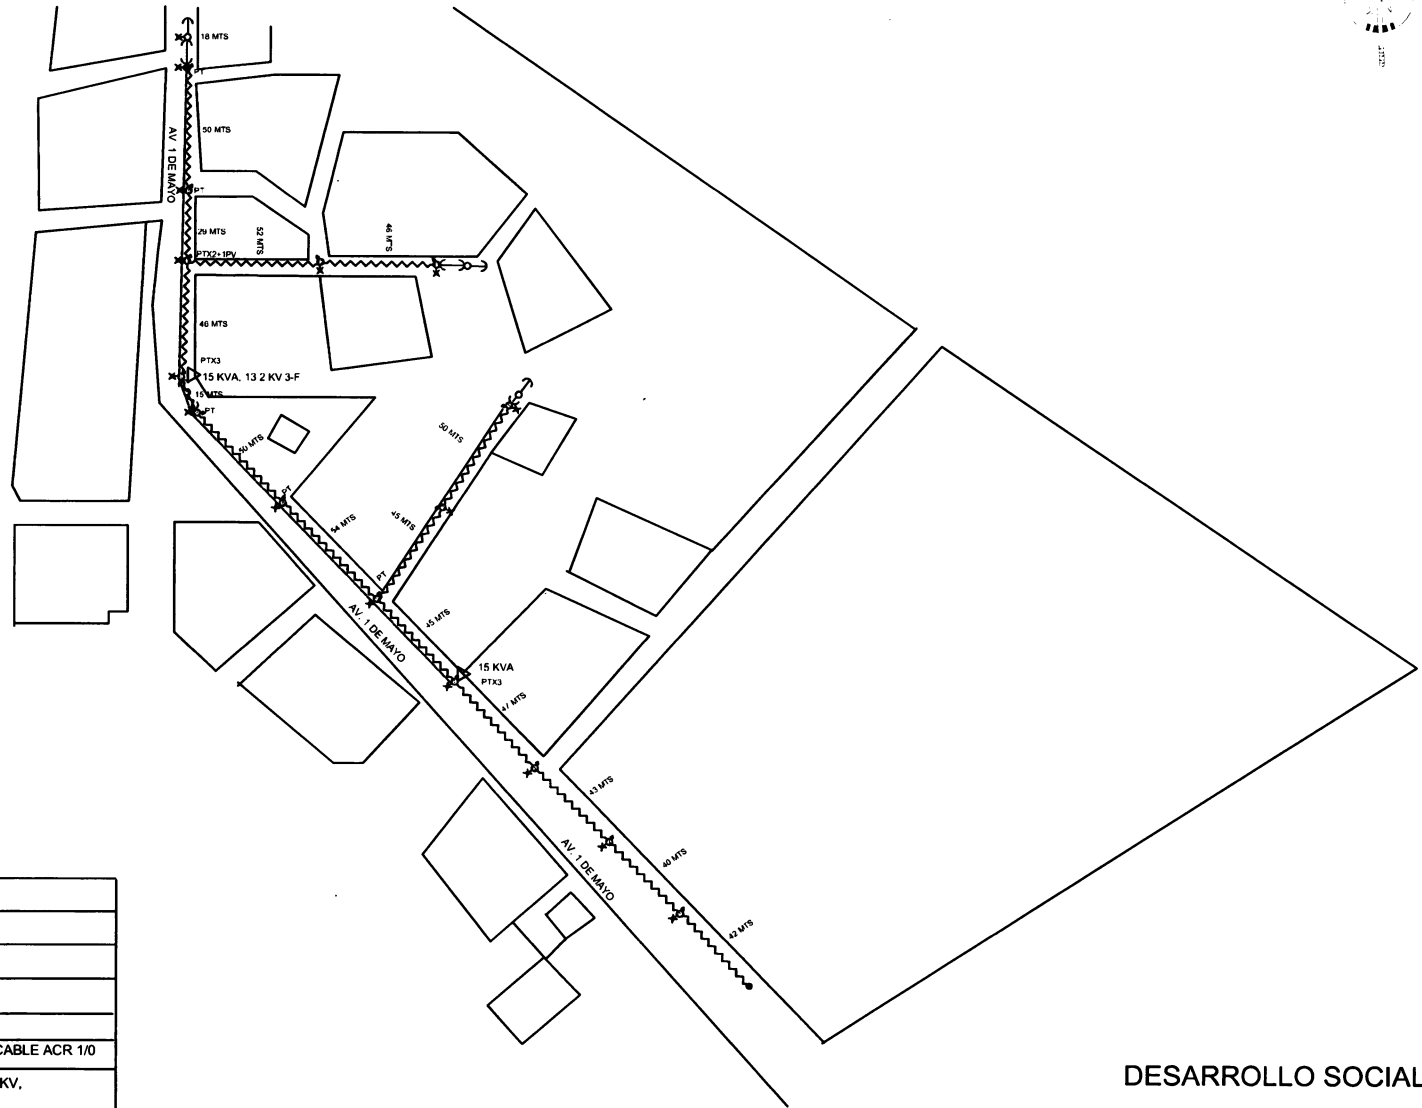 18 MTS
PT
50 MTS
AV. 1 DE MAYO
PT
29 MTS
52 MTS
46 MTS
PTX2+1PV
46 MTS
PTX3
15 KVA, 13 2 KV 3-F
15 MTS
PT
50 MTS
50 MTS
PT
54 MTS
45 MTS
PT
AV. 1 DE MAYO
45 MTS
15 KVA
PTX3
47 MTS
43 MTS
AV. 1 DE MAYO
40 MTS
42 MTS
CABLE ACR 1/0
KV,
DESARROLLO SOCIAL